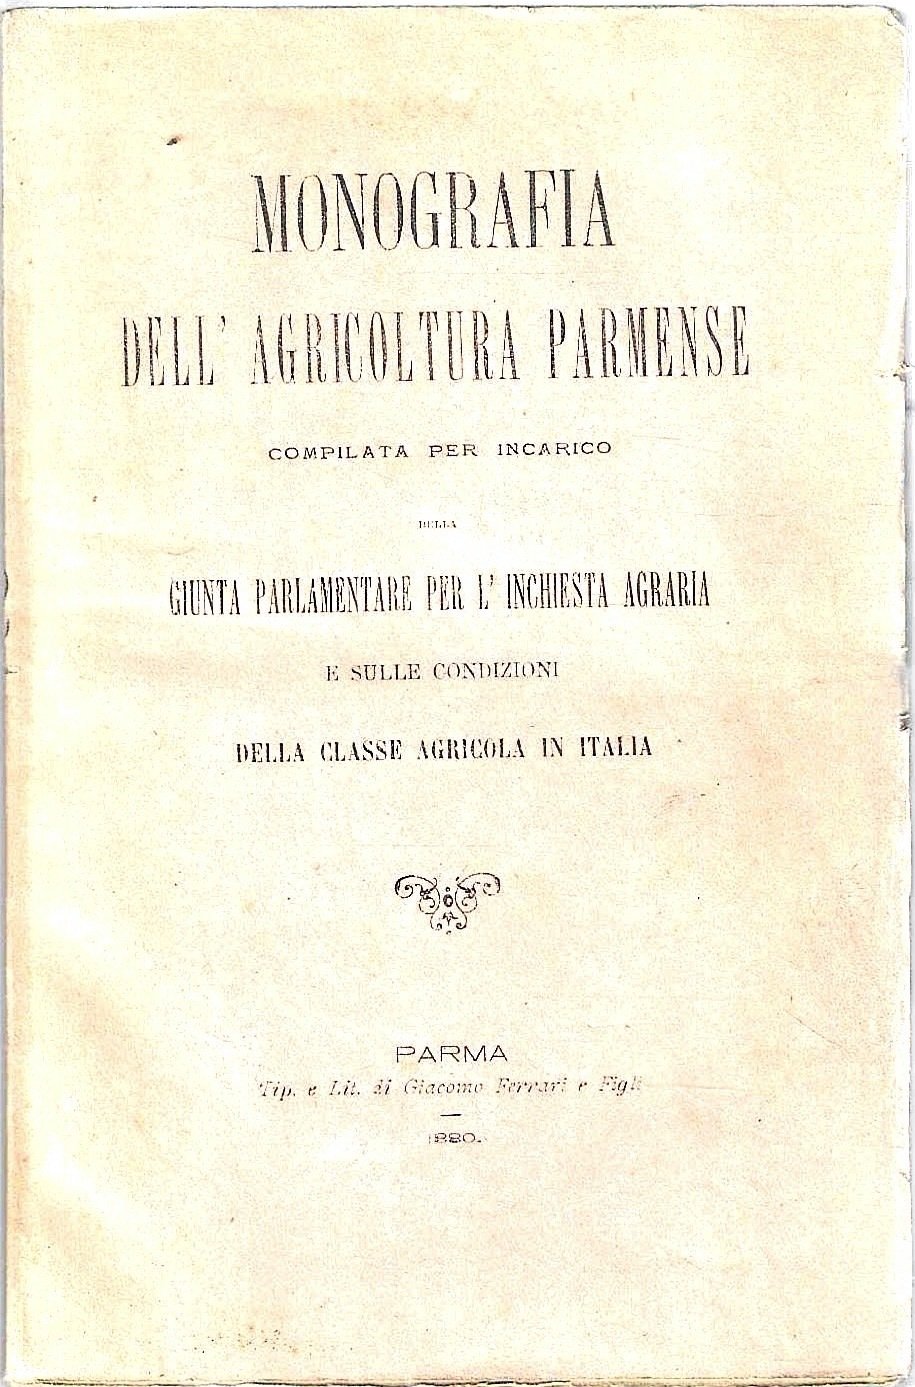 MONOGRAFIA
DELL' AGRICOLTURA PARMENSE
COMPILATA PER INCARICO
DELLA
GIUNTA PARLAMENTARE PER L' INCHIESTA AGRARIA
E SULLE CONDIZIONI
DELLA CLASSE AGRICOLA IN ITALIA
PARMA
Tip. e Lit. di Giacomo Ferrari e Figli
1880.